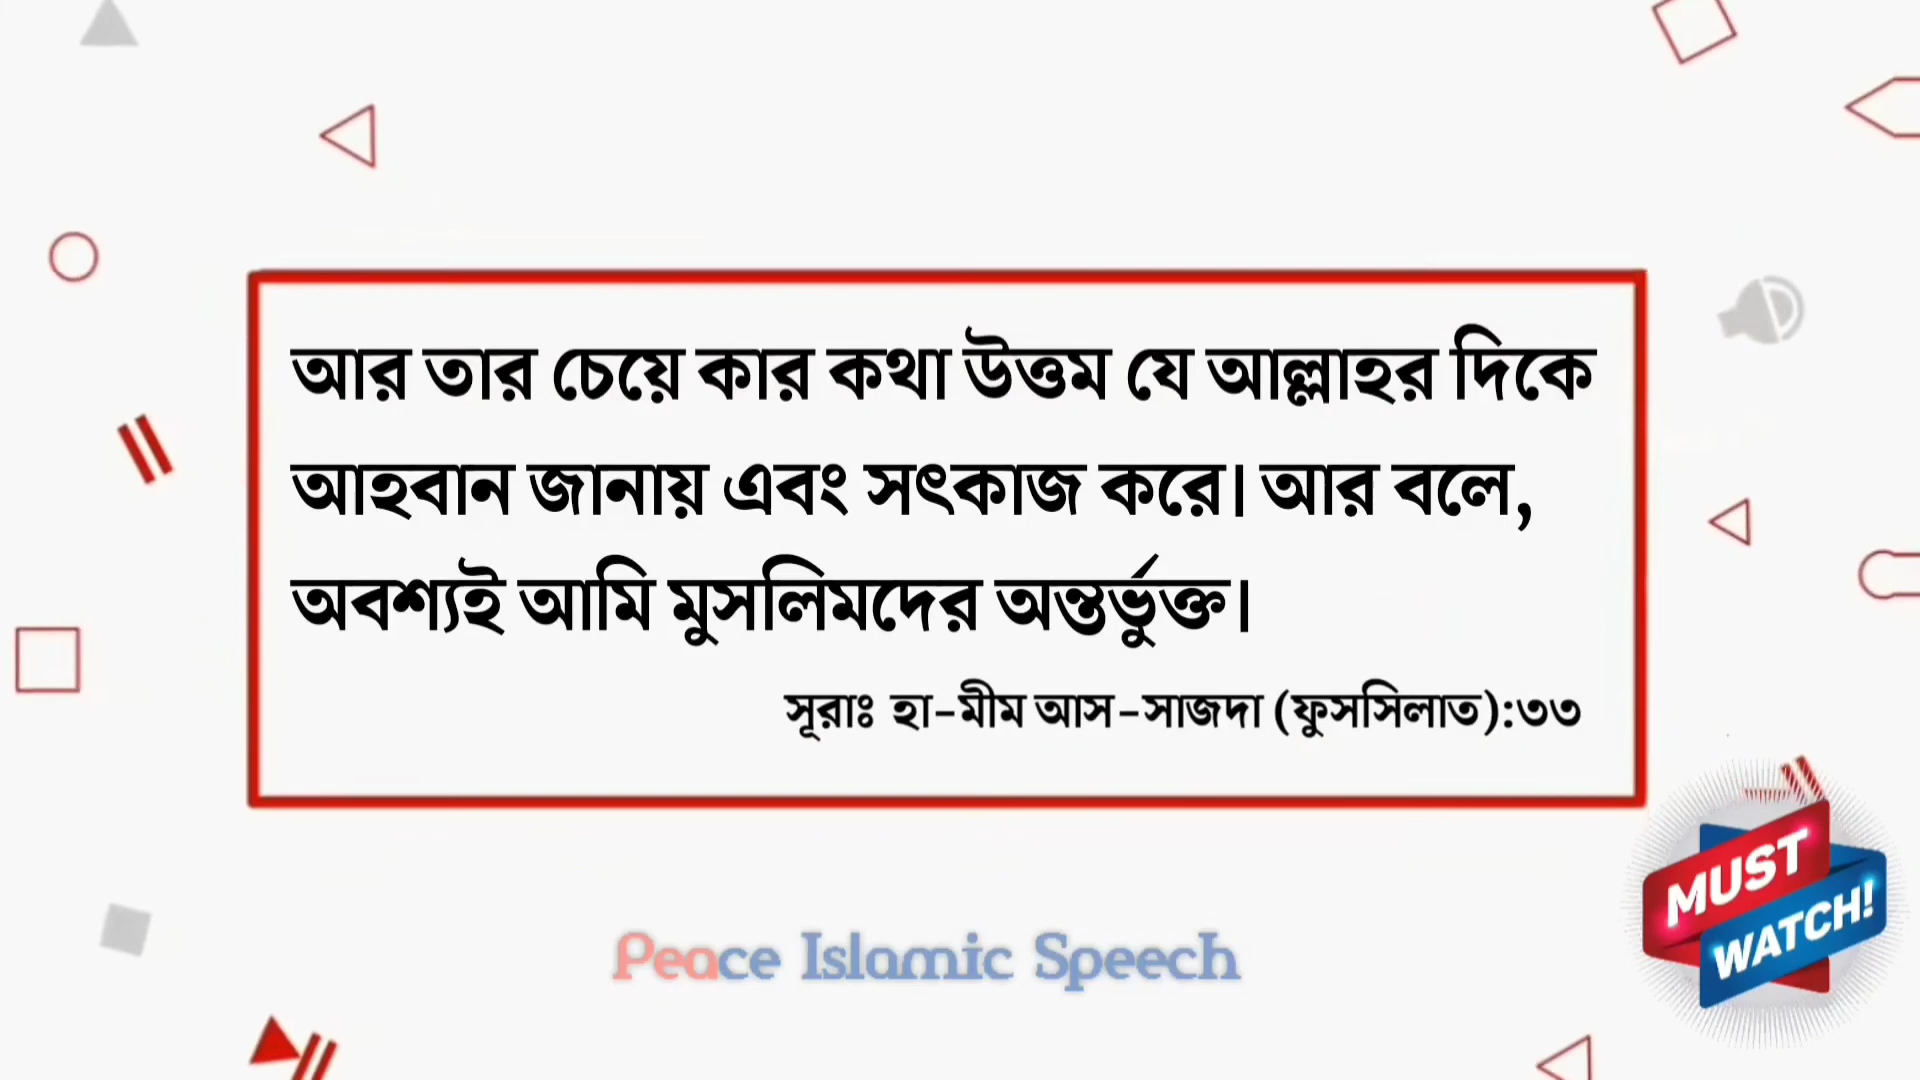 আর তার চেয়ে কার কথা উত্তম যে আল্লাহর দিকে
আহবান জানায় এবং সৎকাজ করে। আর বলে,
অবশ্যই আমি মুসলিমদের অন্তর্ভুক্ত।
সূরাঃ হা-মীম আস-সাজদা (ফুসসিলাত):৩৩
Peace Islamic Speech
MUST
WATCH!